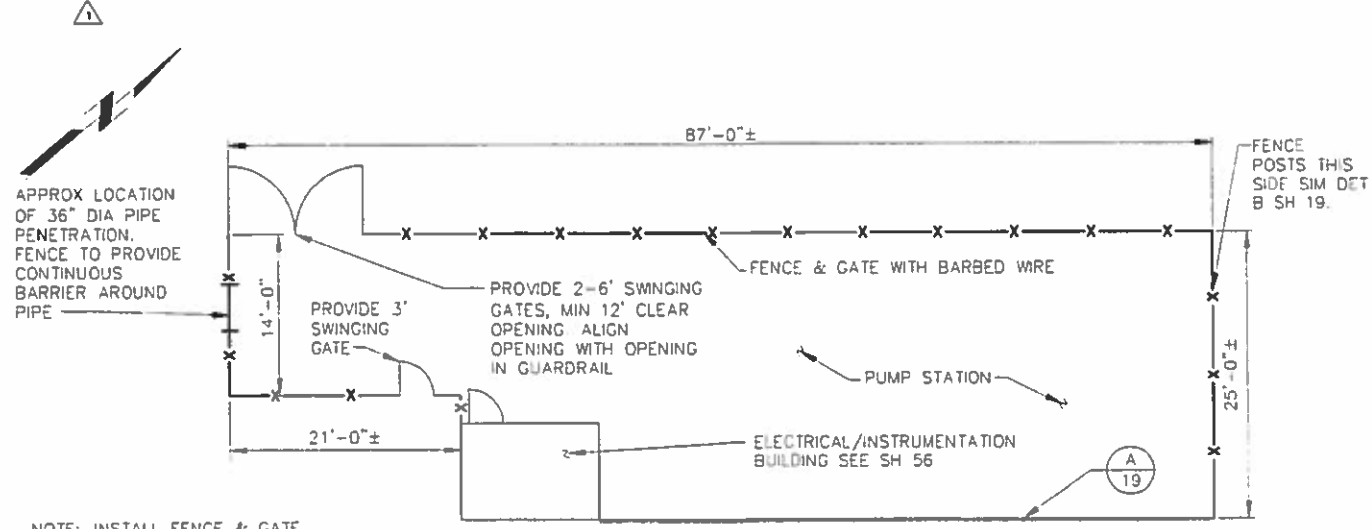 1
87'-0"±
FENCE
POSTS THIS
SIDE SIM DET
B SH 19.
APPROX LOCATION
OF 36" DIA PIPE
PENETRATION.
FENCE TO PROVIDE
CONTINUOUS
BARRIER AROUND
PIPE
14'-0"
PROVIDE 3'
SWINGING
GATE
PROVIDE 2-6' SWINGING
GATES, MIN 12' CLEAR
OPENING. ALIGN
OPENING WITH OPENING
IN GUARDRAIL
FENCE & GATE WITH BARBED WIRE
PUMP STATION
25'-0"±
21'-0"±
ELECTRICAL/INSTRUMENTATION
BUILDING SEE SH 56
A
19
NOTE: INSTALL FENCE & GATE